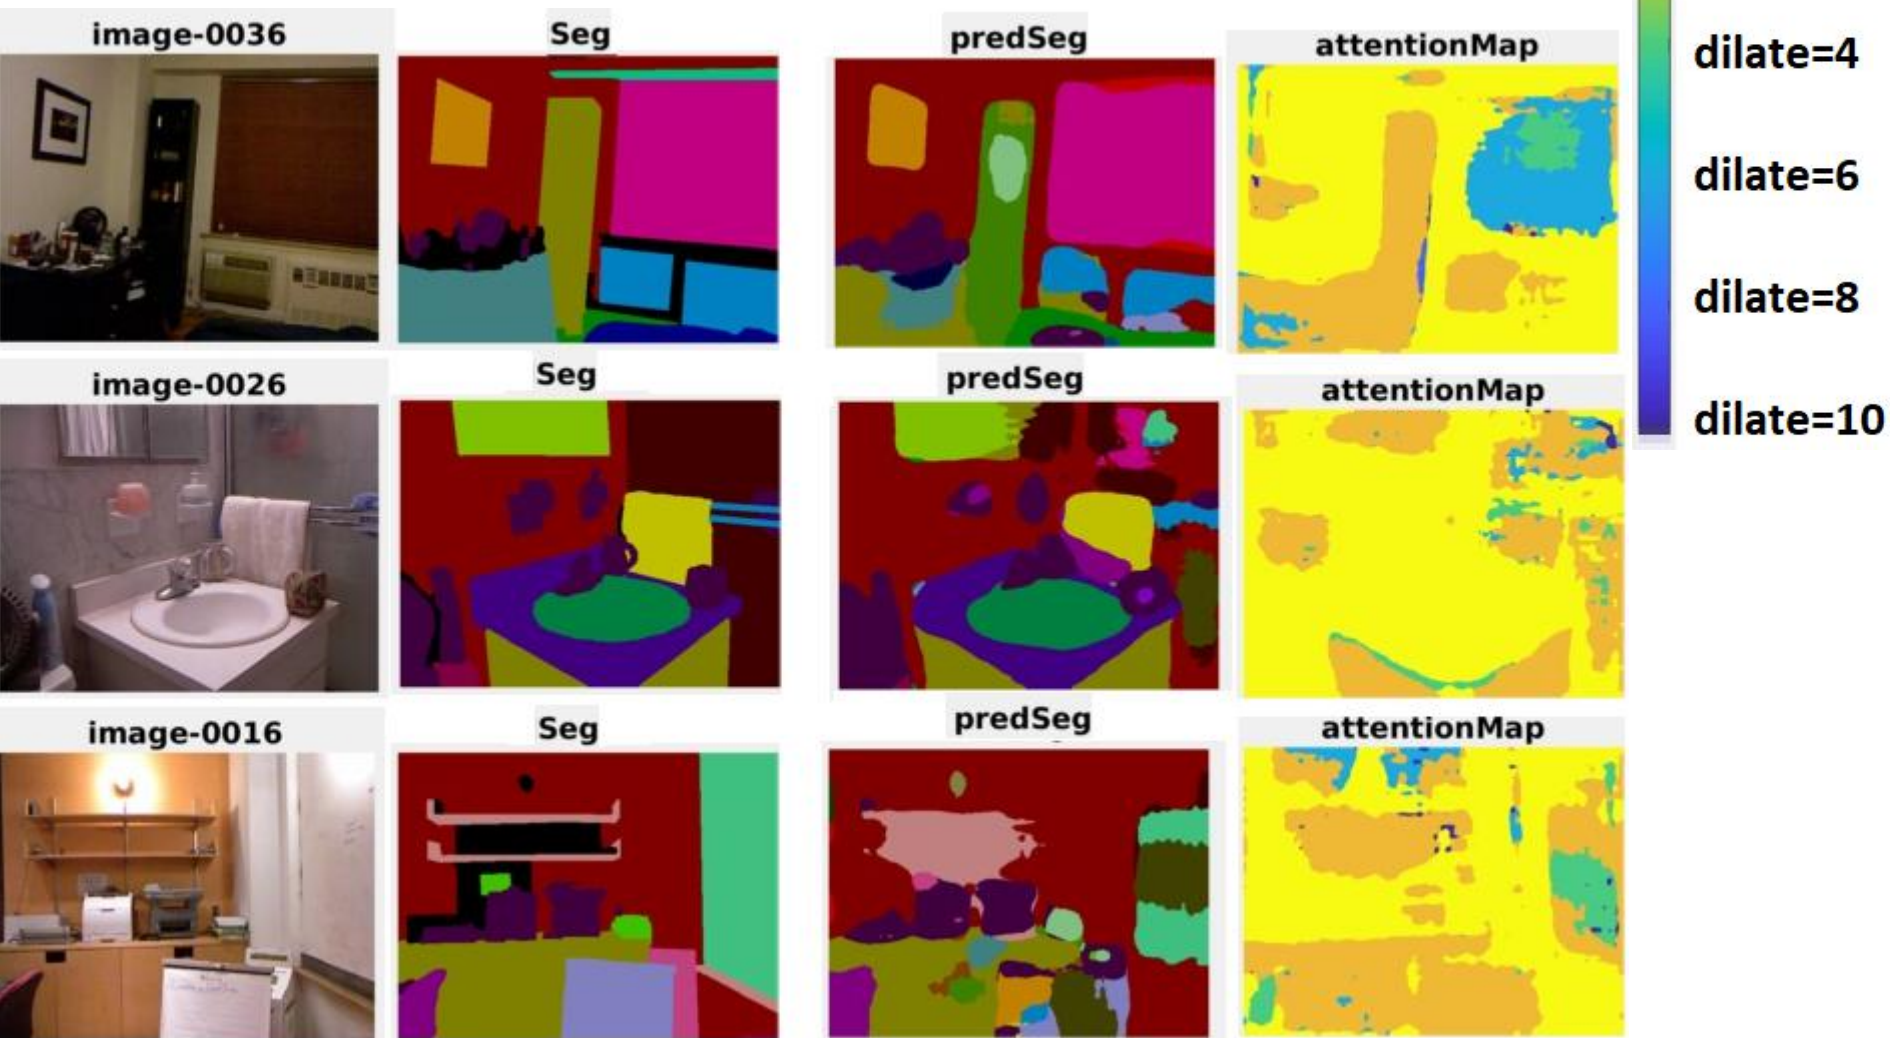 image-0036 Seg predSeg attentionMap
dilate=4
dilate=6
dilate=8
dilate=10
image-0026 Seg predSeg attentionMap
image-0016 Seg predSeg attentionMap